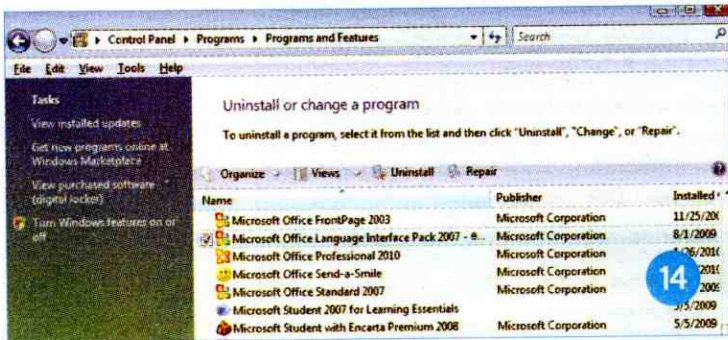 Control Panel ▸ Programs ▸ Programs and Features
Search
File Edit View Tools Help
Tasks
View installed updates
Get new programs online at
Windows Marketplace
View purchased software
(digital locker)
Turn Windows features on or
off
Uninstall or change a program
To uninstall a program, select it from the list and then click "Uninstall", "Change", or "Repair".
Organize Views Uninstall Repair
Name Publisher Installed
Microsoft Office FrontPage 2003 Microsoft Corporation 11/25/20
Microsoft Office Language Interface Pack 2007 - e... Microsoft Corporation 8/1/2009
Microsoft Office Professional 2010 Microsoft Corporation
Microsoft Office Send-a-Smile Microsoft Corporation
Microsoft Office Standard 2007 Microsoft Corporation
Microsoft Student 2007 for Learning Essentials
Microsoft Student with Encarta Premium 2008 Microsoft Corporation 5/5/2009
14